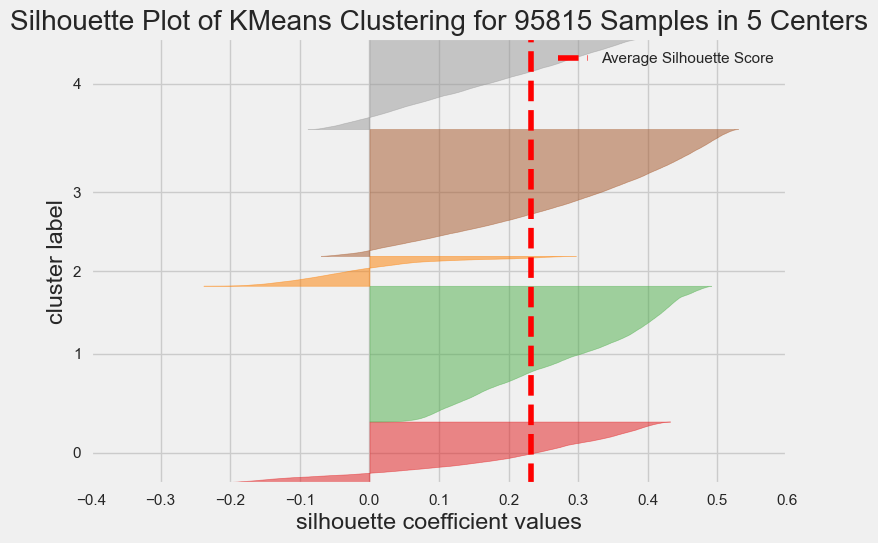 Silhouette Plot of KMeans Clustering for 95815 Samples in 5 Centers
Average Silhouette Score
cluster label
4
3
2
1
0
−0.4 −0.3 −0.2 −0.1 0.0 0.1 0.2 0.3 0.4 0.5 0.6
silhouette coefficient values